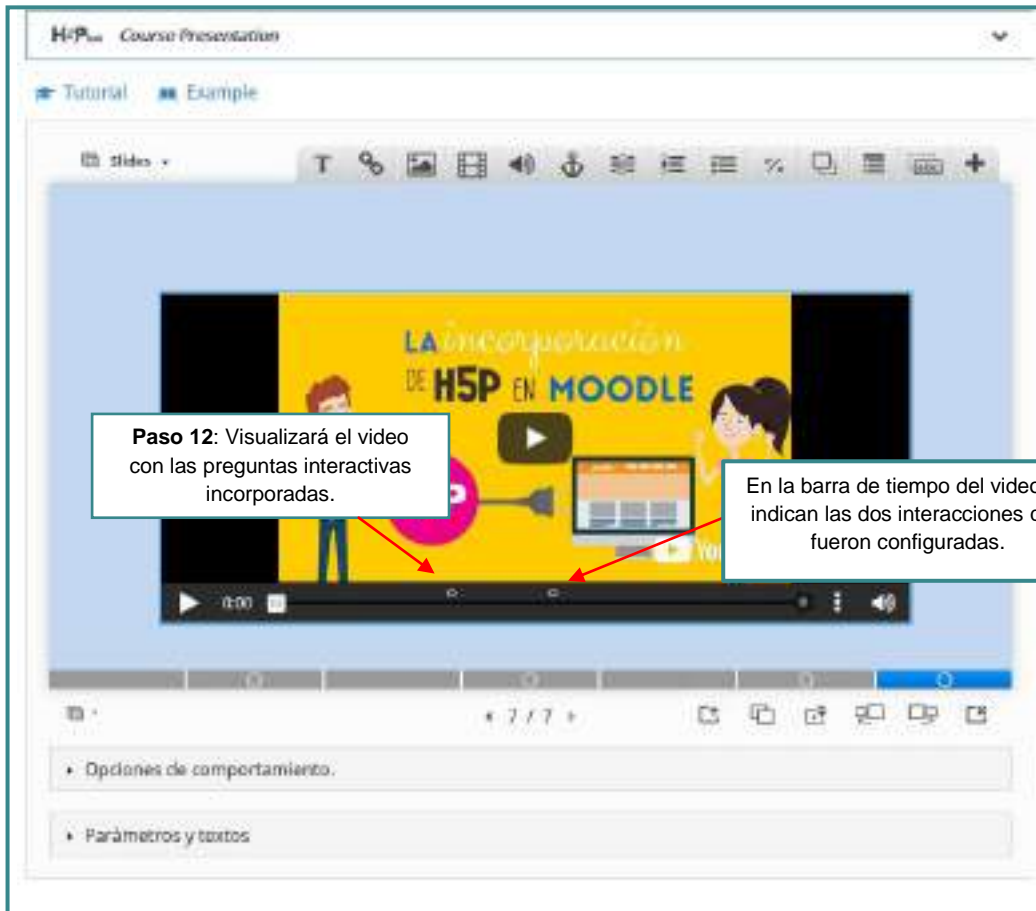 H5P Course Presentation
Tutorial Example
Slides
T abc
LA incorporación
DE H5P EN MOODLE
Paso 12: Visualizará el video
con las preguntas interactivas
incorporadas.
En la barra de tiempo del video
indican las dos interacciones
fueron configuradas.
You
0:00
7 / 7
Opciones de comportamiento.
Parámetros y textos